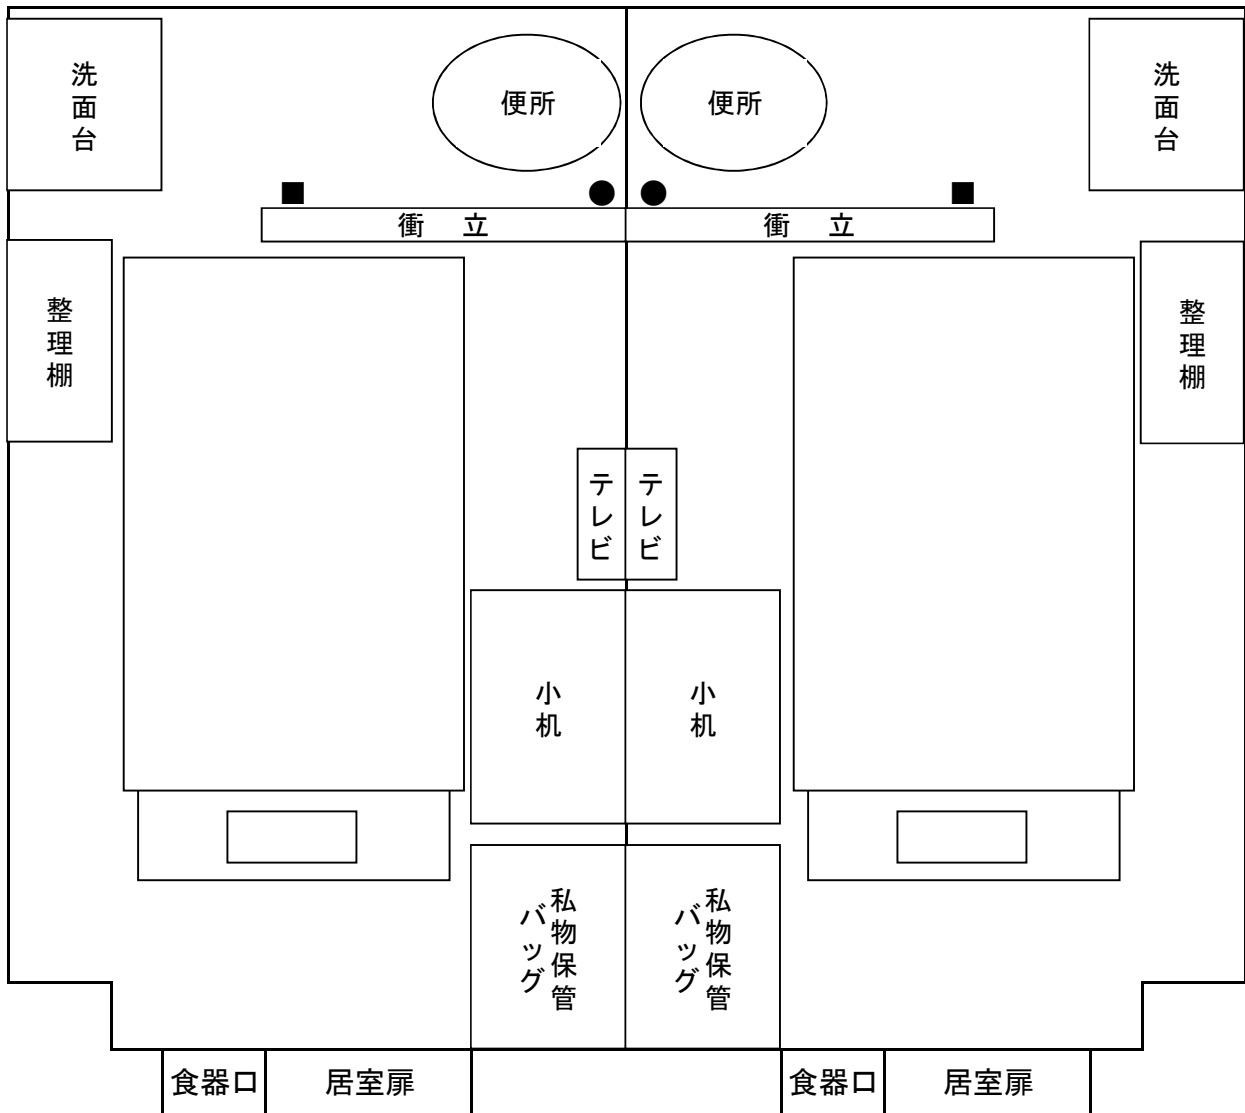 洗面台
便所
便所
洗面台
衝立
衝立
整理棚
整理棚
テレビ
テレビ
小机
小机
私物保管
バッグ
私物保管
バッグ
食器口
居室扉
食器口
居室扉